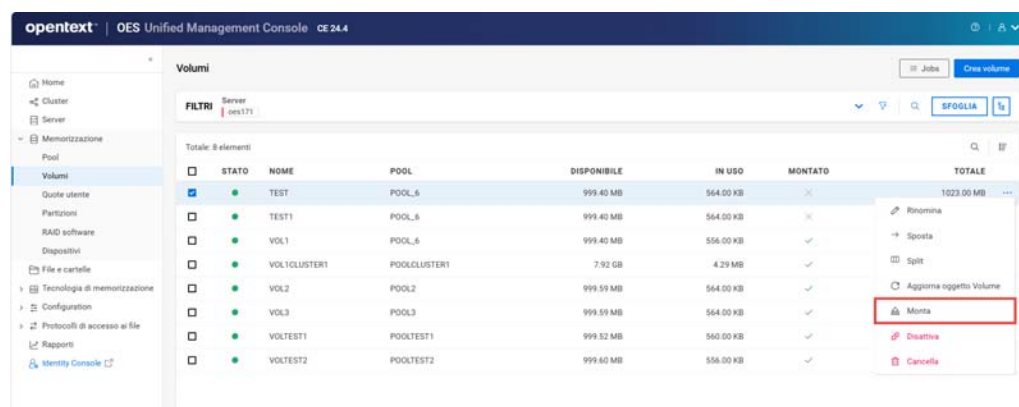 opentext™ | OES Unified Management Console CE 24.4
Home
Cluster
Server
Memorizzazione
Pool
Volumi
Quote utente
Partizioni
RAID software
Dispositivi
File e cartelle
Tecnologia di memorizzazione
Configuration
Protocolli di accesso ai file
Rapporti
Identity Console
Volumi
Jobs
Crea volume
FILTRI
Server
oes171
SFOGLIA
Totale: 8 elementi
STATO NOME POOL DISPONIBILE IN USO MONTATO TOTALE
TEST POOL_6 999.40 MB 564.00 KB 1023.00 MB ...
TEST1 POOL_6 999.40 MB 564.00 KB
VOL1 POOL_6 999.40 MB 556.00 KB
VOL1CLUSTER1 POOLCLUSTER1 7.92 GB 4.29 MB
VOL2 POOL2 999.59 MB 564.00 KB
VOL3 POOL3 999.59 MB 564.00 KB
VOLTEST1 POOLTEST1 999.52 MB 560.00 KB
VOLTEST2 POOLTEST2 999.60 MB 556.00 KB
Rinomina
Sposta
Split
Aggiorna oggetto Volume
Monta
Disattiva
Cancella